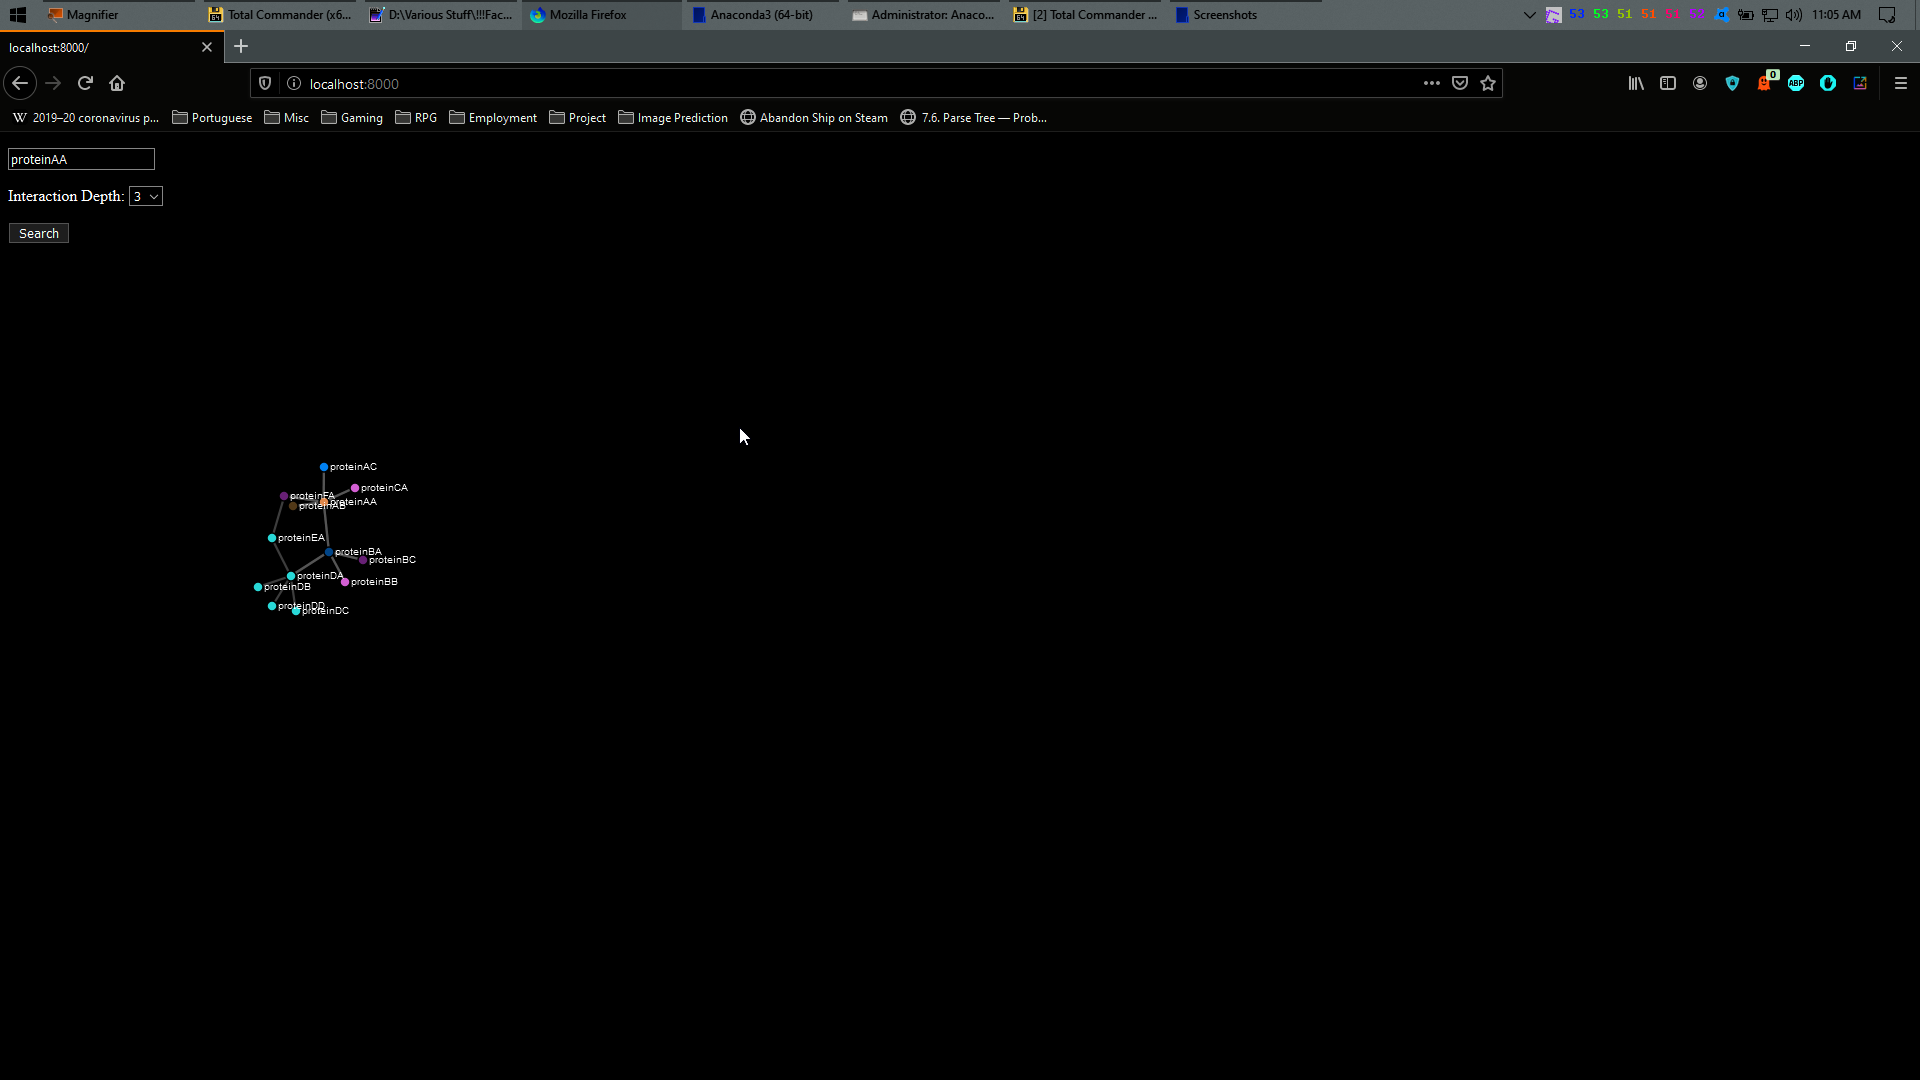 Magnifier
Total Commander (x6...
D:\Various Stuff\!!!Fac...
Mozilla Firefox
Anaconda3 (64-bit)
Administrator: Anaco...
[2] Total Commander ...
Screenshots
53 53 51 51 51 52
11:05 AM
localhost:8000/
localhost:8000
0
ABP
2019–20 coronavirus p...
Portuguese
Misc
Gaming
RPG
Employment
Project
Image Prediction
Abandon Ship on Steam
7.6. Parse Tree — Prob...
proteinAA
Interaction Depth: 3
Search
proteinAC
proteinCA
proteinFA
proteinAA
proteinAB
proteinEA
proteinBA
proteinBC
proteinDA
proteinBB
proteinDB
proteinDD
proteinDC